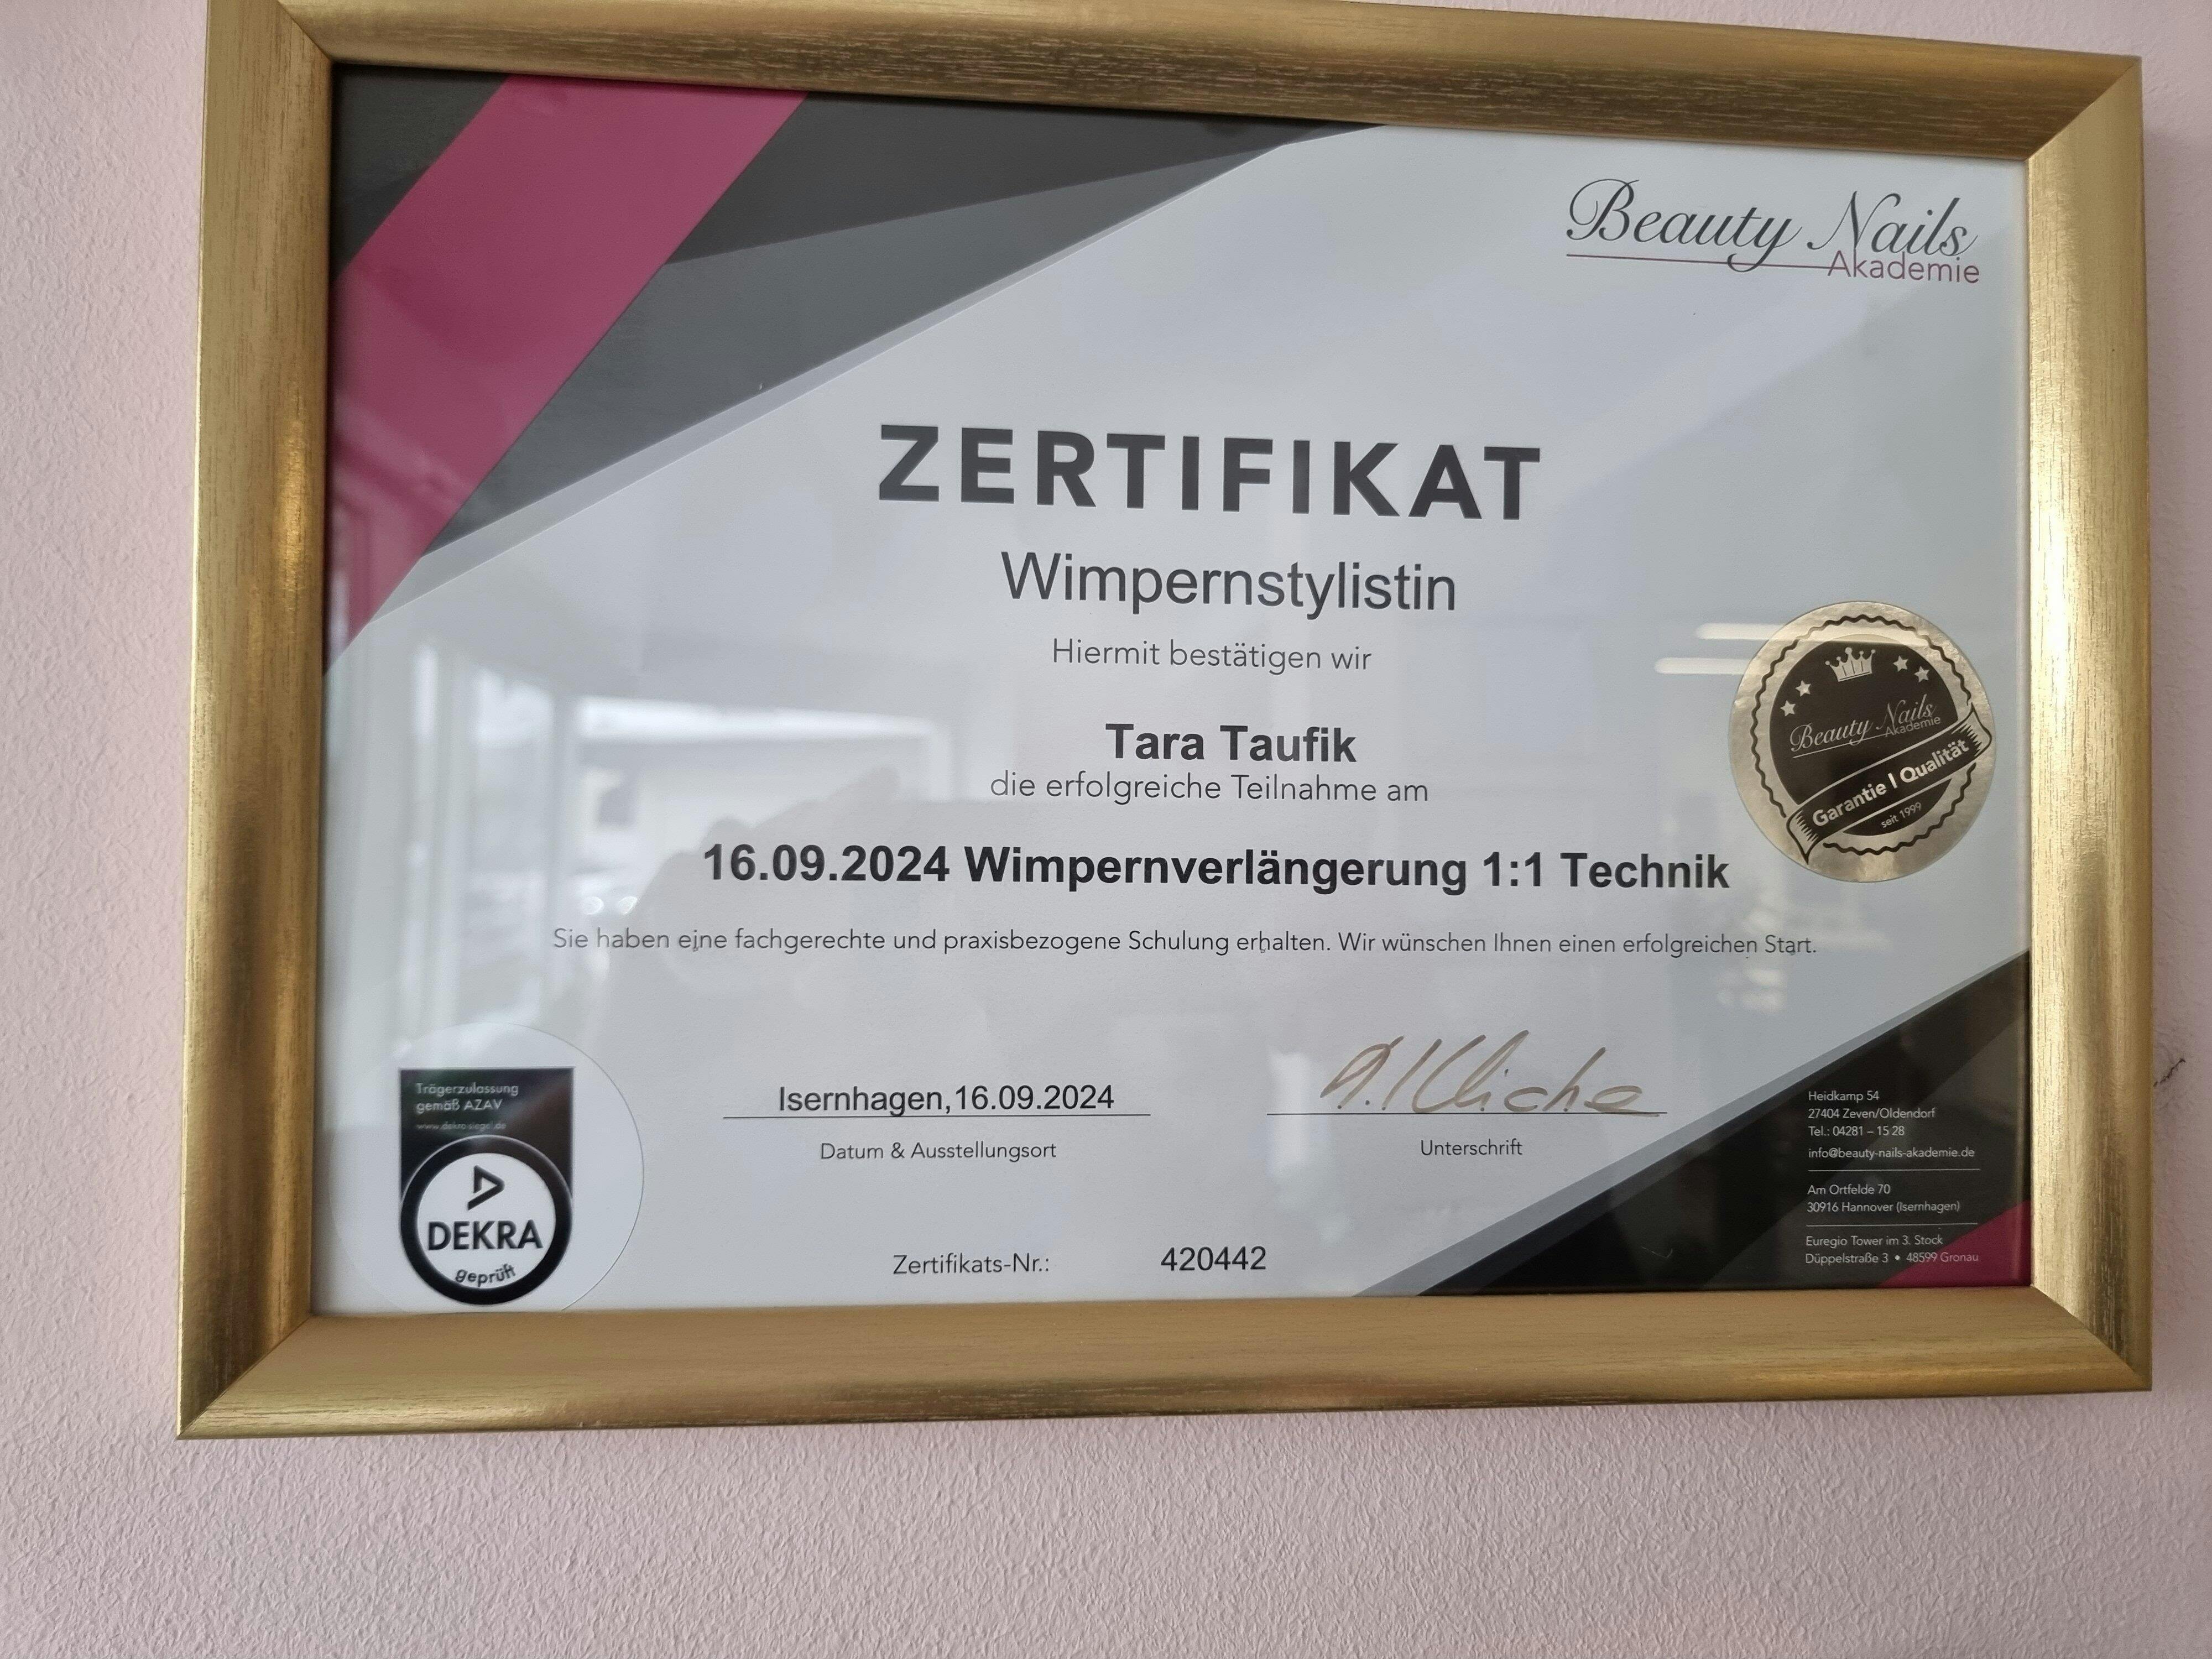 Beauty Nails
Akademie
ZERTIFIKAT
Wimpernstylistin
Hiermit bestätigen wir
Tara Taufik
die erfolgreiche Teilnahme am
16.09.2024 Wimpernverlängerung 1:1 Technik
Sie haben eine fachgerechte und praxisbezogene Schulung erhalten. Wir wünschen Ihnen einen erfolgreichen Start.
Beauty Nails
Akademie
Garantie | Qualität
seit 1999
Trägerzulassung
gemäß AZAV
www.dekra-siegel.de
DEKRA
geprüft
Isernhagen,16.09.2024
Datum & Ausstellungsort
Unterschrift
Zertifikats-Nr.: 420442
Heidkamp 54
27404 Zeven/Oldendorf
Tel.: 04281 – 15 28
info@beauty-nails-akademie.de
Am Ortfelde 70
30916 Hannover (Isernhagen)
Euregio Tower im 3. Stock
Düppelstraße 3 • 48599 Gronau